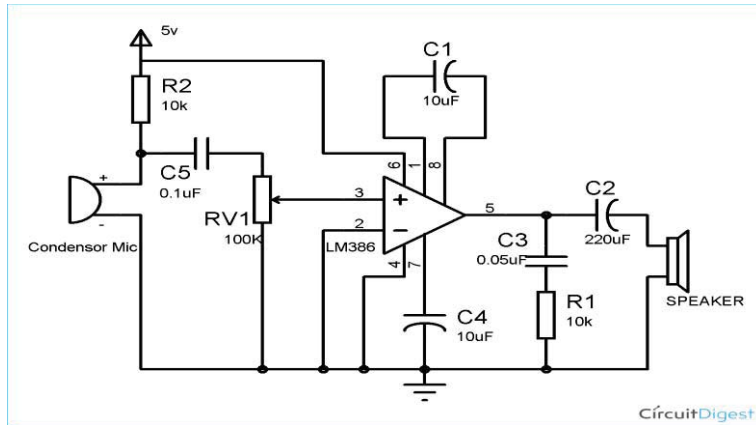 5v
R2
10k
C1
10uF
C5
0.1uF
+
-
Condensor Mic
RV1
100K
6
1
8
3
2
+
−
LM386
4
7
5
C2
220uF
C3
0.05uF
R1
10k
C4
10uF
SPEAKER
CírcuitDigest